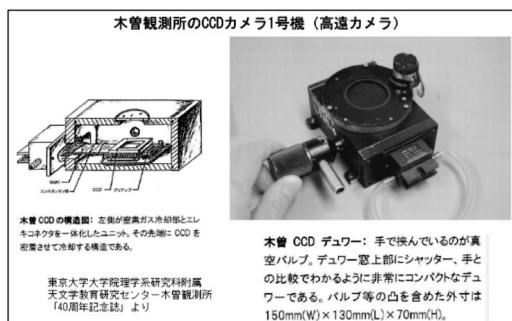 木曽観測所のCCDカメラ1号機（高遠カメラ）
CCD
プリアンプ
木曽 CCD の構造図: 左側が窒素ガス冷却部とエレ
キコネクタを一体化したユニット。その先端に CCD を
密着させて冷却する構造である。
東京大学大学院理学系研究科附属
天文学教育研究センター木曽観測所
「40周年記念誌」 より
木曽 CCD デュワー: 手で挟んでいるのが真
空バルブ。デュワー窓上部にシャッター、手と
の比較でわかるように非常にコンパクトなデュ
ワーである。バルブ等の凸を含めた外寸は
150mm(W)×130mm(L)×70mm(H)。